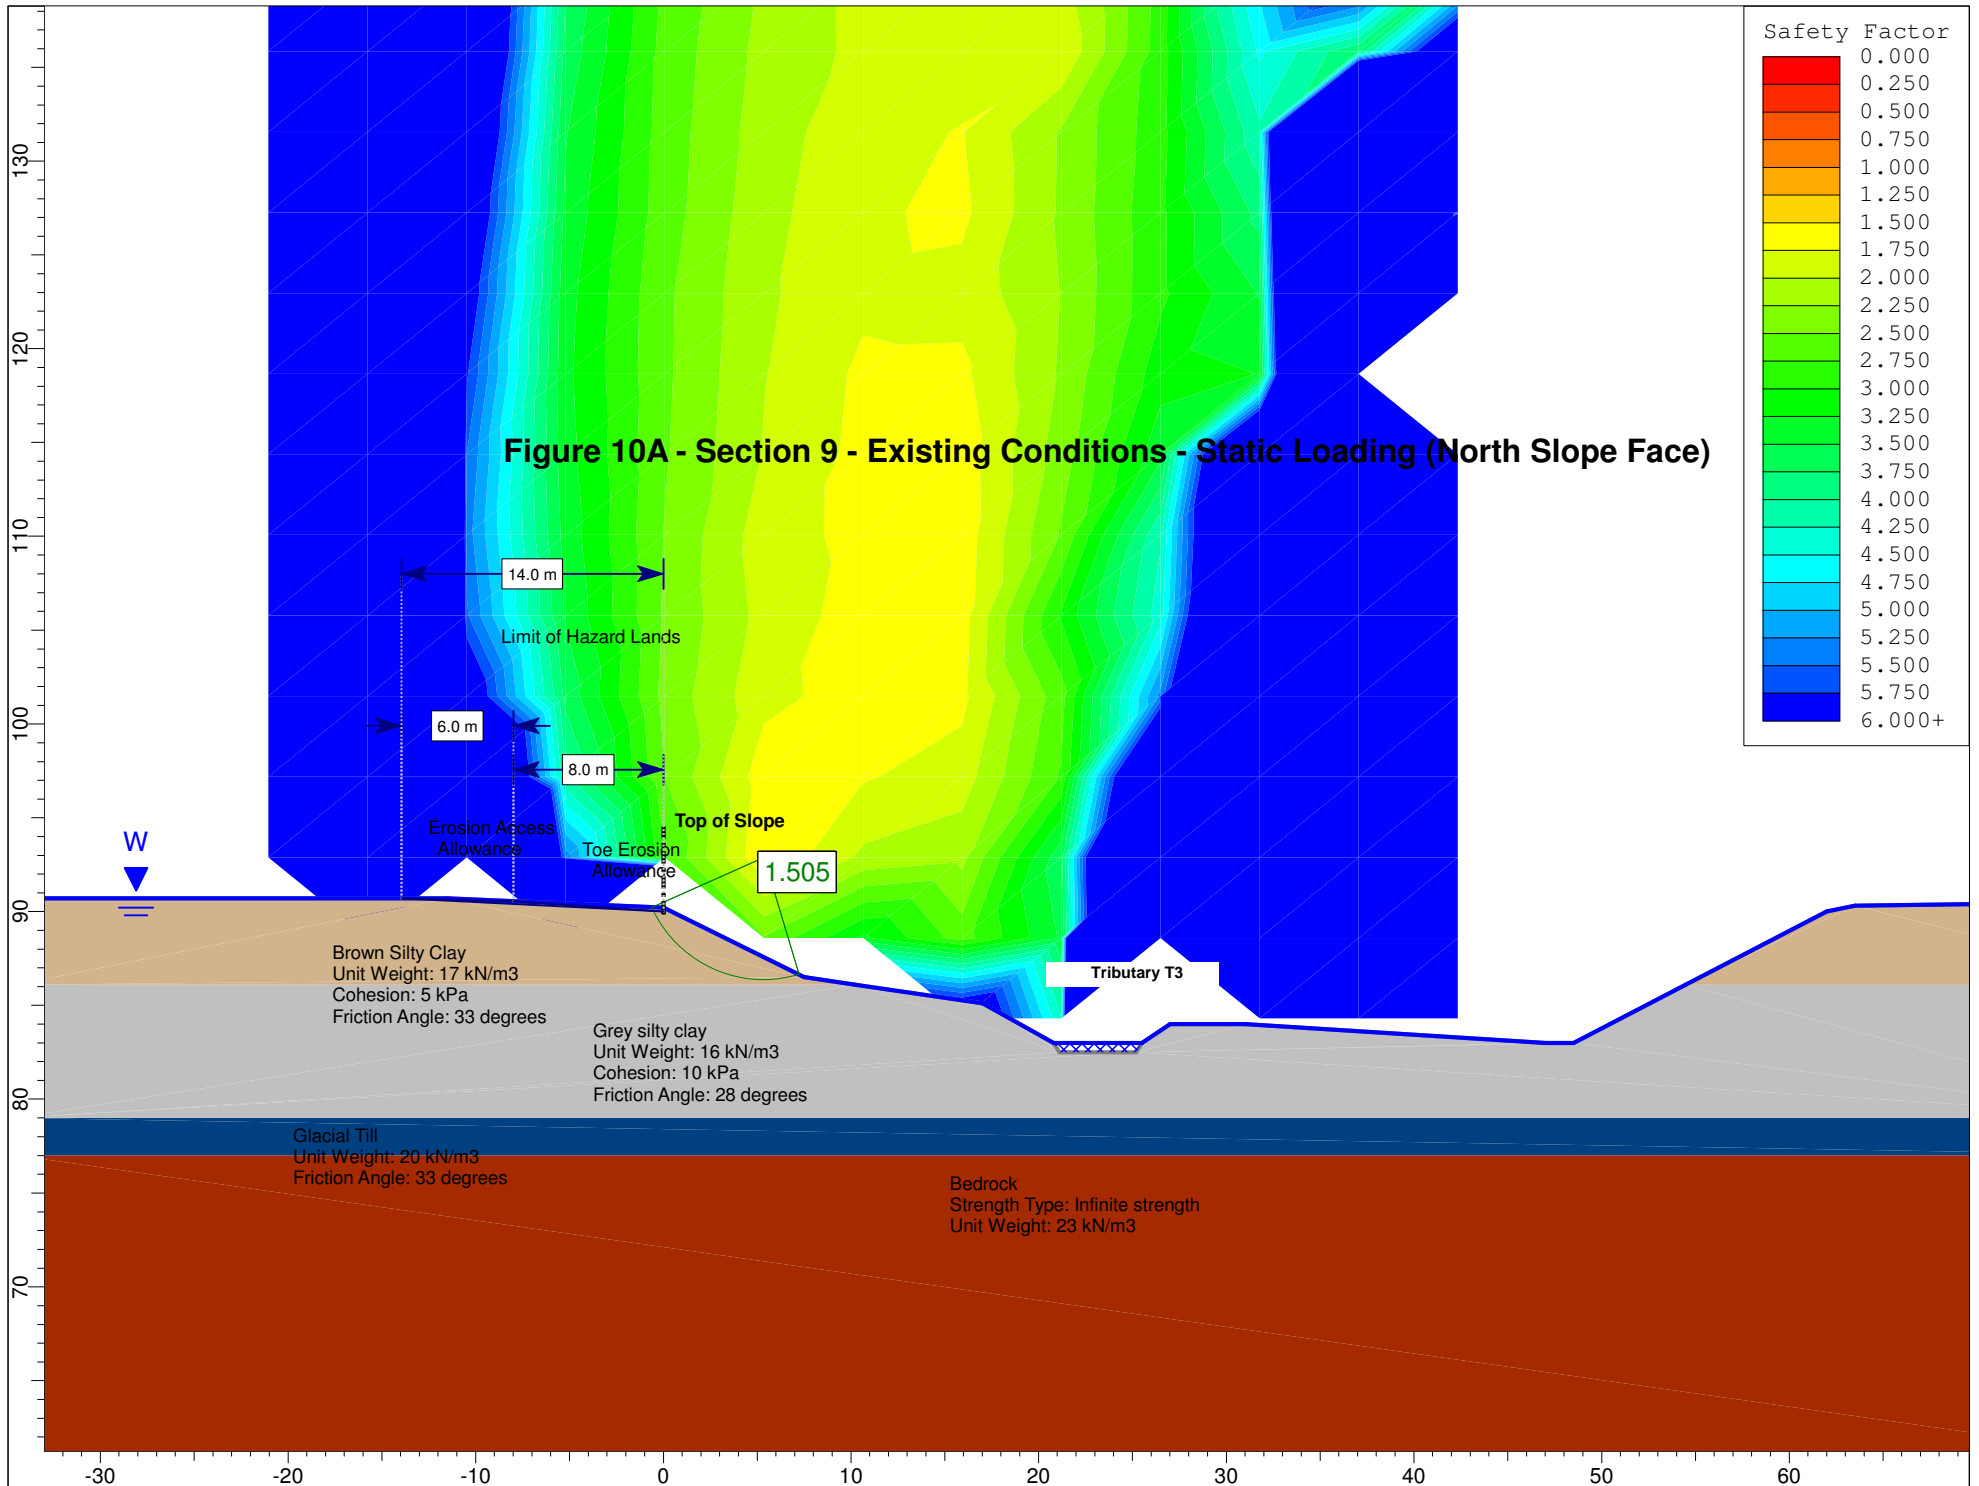 Safety Factor
0.000
0.250
0.500
0.750
1.000
1.250
1.500
1.750
2.000
2.250
2.500
2.750
3.000
3.250
3.500
3.750
4.000
4.250
4.500
4.750
5.000
5.250
5.500
5.750
6.000+
Figure 10A - Section 9 - Existing Conditions - Static Loading (North Slope Face)
14.0 m
Limit of Hazard Lands
6.0 m
8.0 m
Erosion Access
Allowance
Toe Erosion
Allowance
Top of Slope
1.505
W
Tributary T3
Brown Silty Clay
Unit Weight: 17 kN/m3
Cohesion: 5 kPa
Friction Angle: 33 degrees
Grey silty clay
Unit Weight: 16 kN/m3
Cohesion: 10 kPa
Friction Angle: 28 degrees
Glacial Till
Unit Weight: 20 kN/m3
Friction Angle: 33 degrees
Bedrock
Strength Type: Infinite strength
Unit Weight: 23 kN/m3
130
120
110
100
90
80
70
-30 -20 -10 0 10 20 30 40 50 60